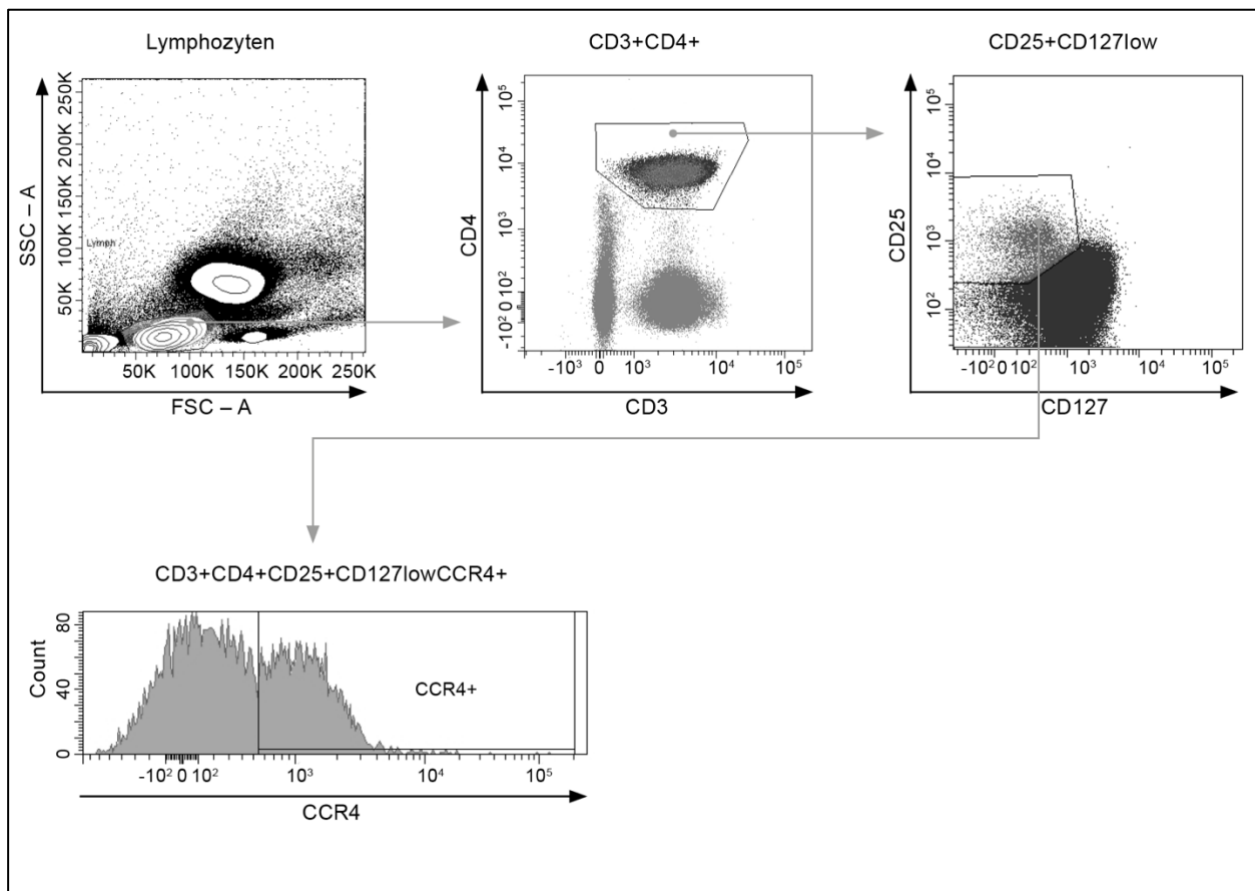 Lymphozyten
CD3+CD4+
CD25+CD127low
SSC – A
250K
200K
150K
100K
50K
Lymph
50K 100K 150K 200K 250K
FSC – A
CD4
10⁵
10⁴
10³
10²
0
-10²
-10³ 0 10³ 10⁴ 10⁵
CD3
CD25
10⁵
10⁴
10³
10²
-10² 0 10² 10³ 10⁴ 10⁵
CD127
CD3+CD4+CD25+CD127lowCCR4+
Count
80
40
0
CCR4+
-10² 0 10² 10³ 10⁴ 10⁵
CCR4